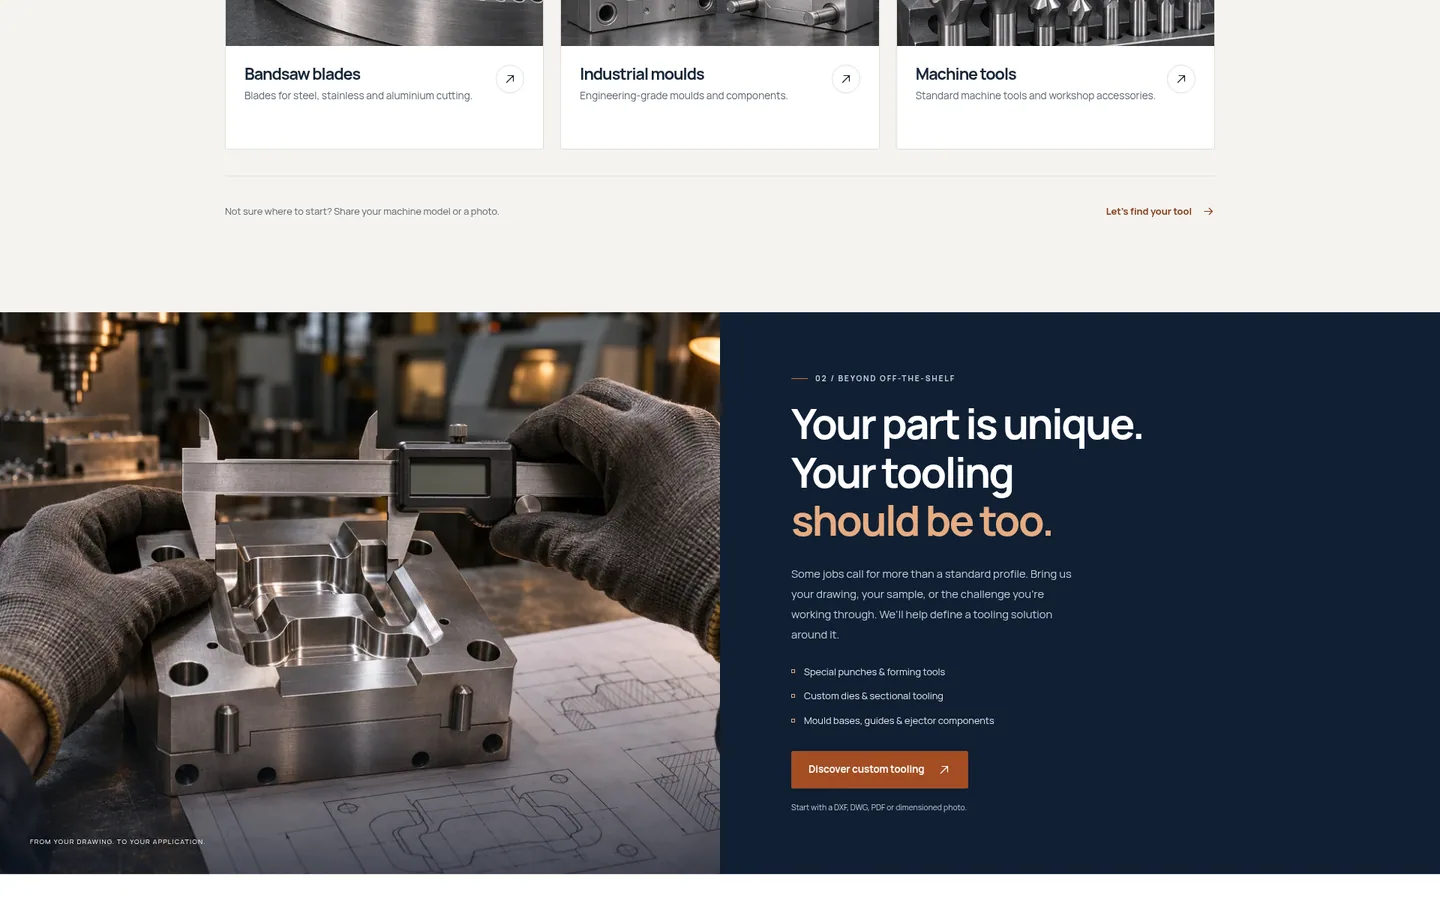 Bandsaw blades
Blades for steel, stainless and aluminium cutting.
Industrial moulds
Engineering-grade moulds and components.
Machine tools
Standard machine tools and workshop accessories.
Not sure where to start? Share your machine model or a photo.
Let's find your tool
FROM YOUR DRAWING. TO YOUR APPLICATION.
02 / BEYOND OFF-THE-SHELF
Your part is unique.
Your tooling
should be too.
Some jobs call for more than a standard profile. Bring us
your drawing, your sample, or the challenge you're
working through. We'll help define a tooling solution
around it.
Special punches & forming tools
Custom dies & sectional tooling
Mould bases, guides & ejector components
Discover custom tooling
Start with a DXF, DWG, PDF or dimensioned photo.